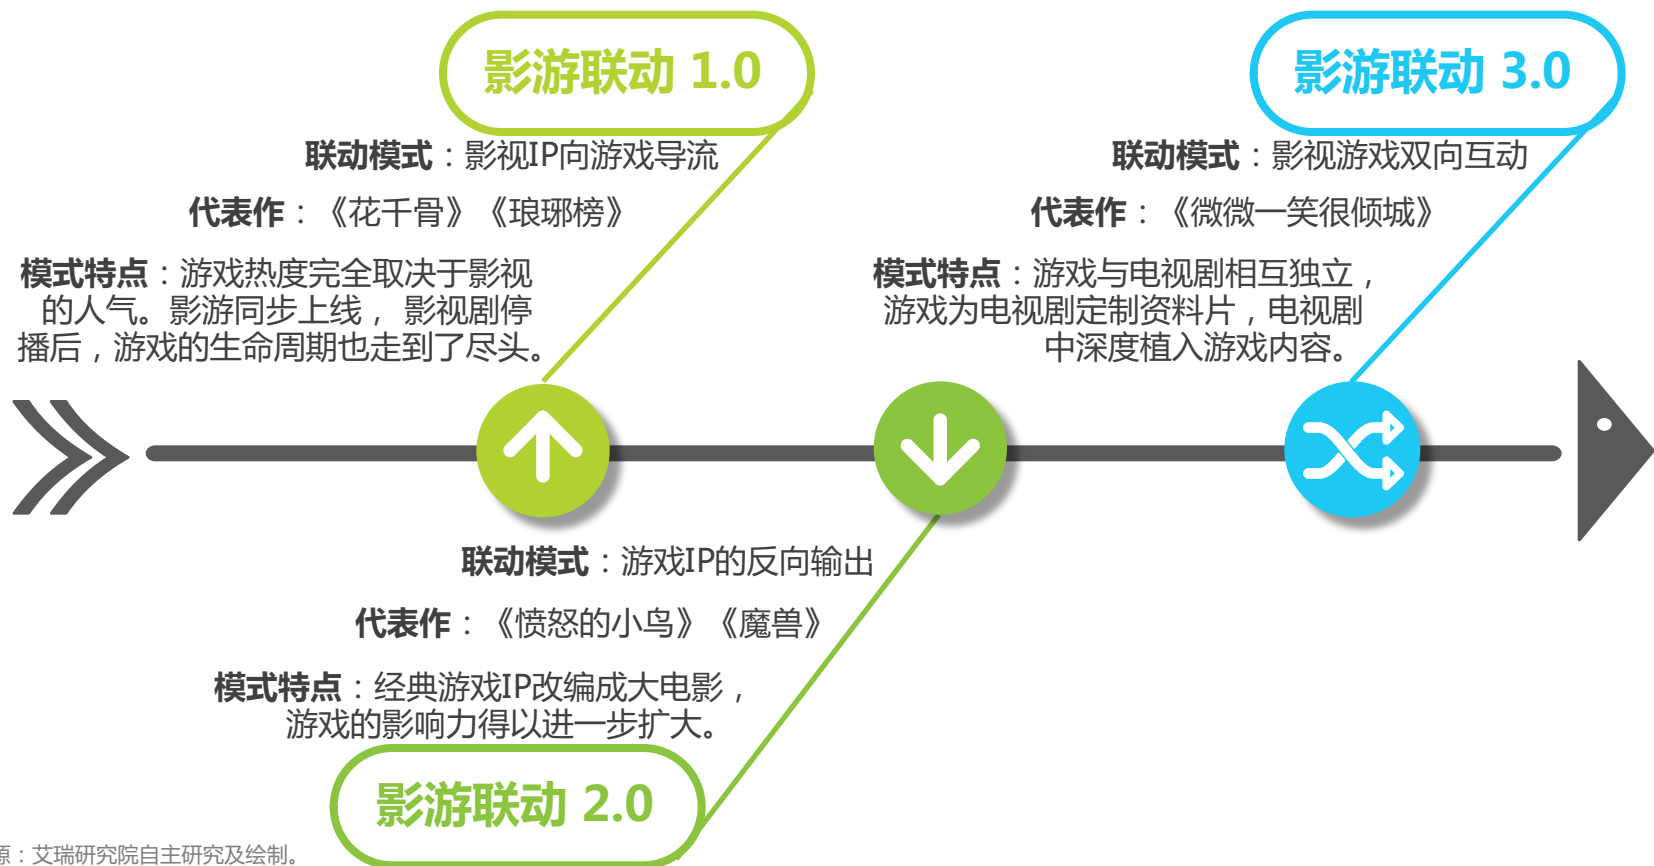 影游联动 1.0
联动模式：影视IP向游戏导流
代表作：《花千骨》《琅琊榜》
模式特点：游戏热度完全取决于影视
的人气。影游同步上线， 影视剧停
播后，游戏的生命周期也走到了尽头。
影游联动 3.0
联动模式：影视游戏双向互动
代表作：《微微一笑很倾城》
模式特点：游戏与电视剧相互独立，
游戏为电视剧定制资料片，电视剧
中深度植入游戏内容。
联动模式：游戏IP的反向输出
代表作：《愤怒的小鸟》《魔兽》
模式特点：经典游戏IP改编成大电影，
游戏的影响力得以进一步扩大。
影游联动 2.0
源：艾瑞研究院自主研究及绘制。